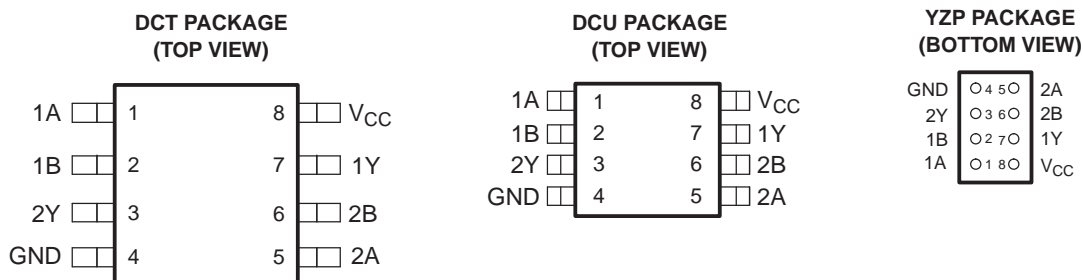 DCT PACKAGE
(TOP VIEW)
1A 1 8 VCC
1B 2 7 1Y
2Y 3 6 2B
GND 4 5 2A
DCU PACKAGE
(TOP VIEW)
1A 1 8 VCC
1B 2 7 1Y
2Y 3 6 2B
GND 4 5 2A
YZP PACKAGE
(BOTTOM VIEW)
GND 4 5 2A
2Y 3 6 2B
1B 2 7 1Y
1A 1 8 VCC